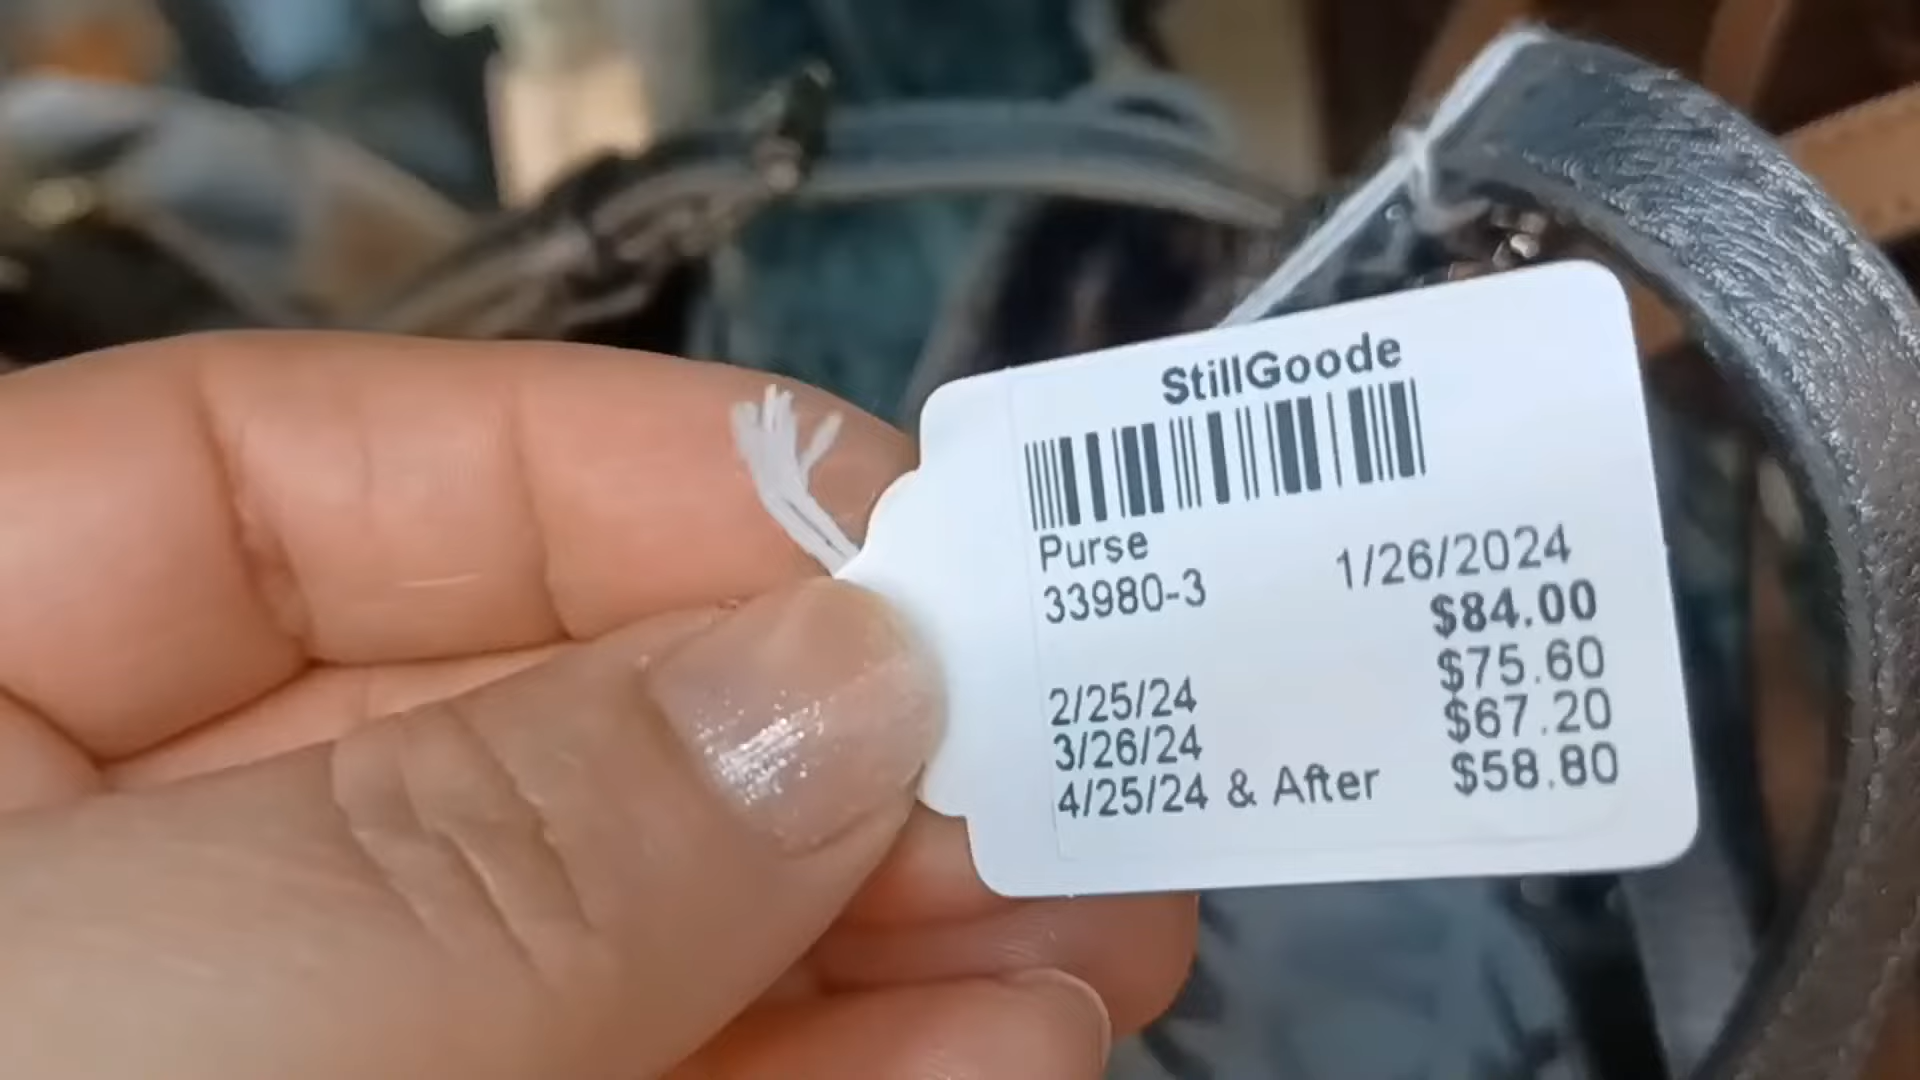 StillGoode
Purse
33980-3 1/26/2024
$84.00
2/25/24 $75.60
3/26/24 $67.20
4/25/24 & After $58.80